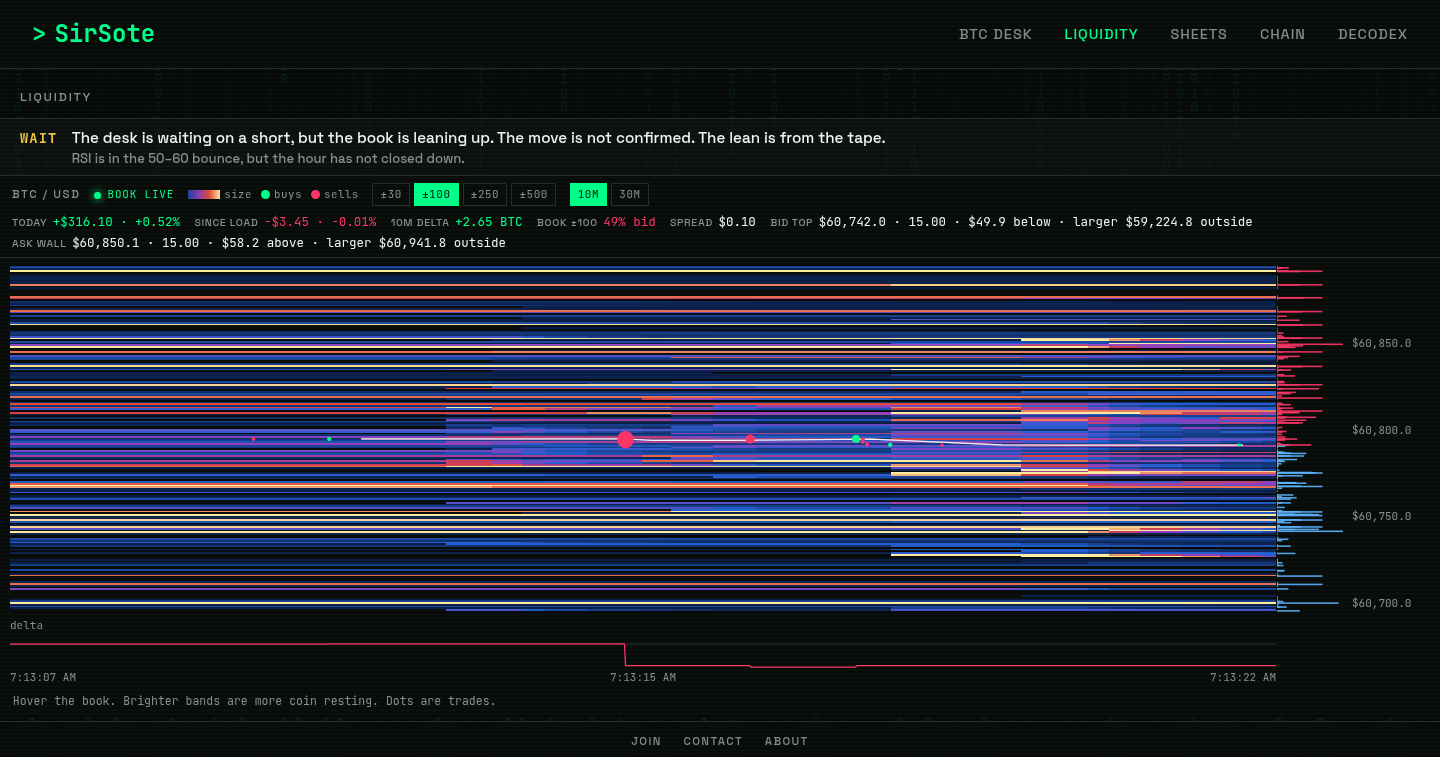 > SirSote
BTC DESK LIQUIDITY SHEETS CHAIN DECODEX
LIQUIDITY
WAIT The desk is waiting on a short, but the book is leaning up. The move is not confirmed. The lean is from the tape.
RSI is in the 50–60 bounce, but the hour has not closed down.
BTC / USD BOOK LIVE size buys sells ±30 ±100 ±250 ±500 10M 30M
TODAY +$316.10 · +0.52% SINCE LOAD -$3.45 · -0.01% 10M DELTA +2.65 BTC BOOK ±100 49% bid SPREAD $0.10 BID TOP $60,742.0 · 15.00 · $49.9 below · larger $59,224.8 outside
ASK WALL $60,850.1 · 15.00 · $58.2 above · larger $60,941.8 outside
$60,850.0
$60,800.0
$60,750.0
$60,700.0
delta
7:13:07 AM 7:13:15 AM 7:13:22 AM
Hover the book. Brighter bands are more coin resting. Dots are trades.
JOIN CONTACT ABOUT